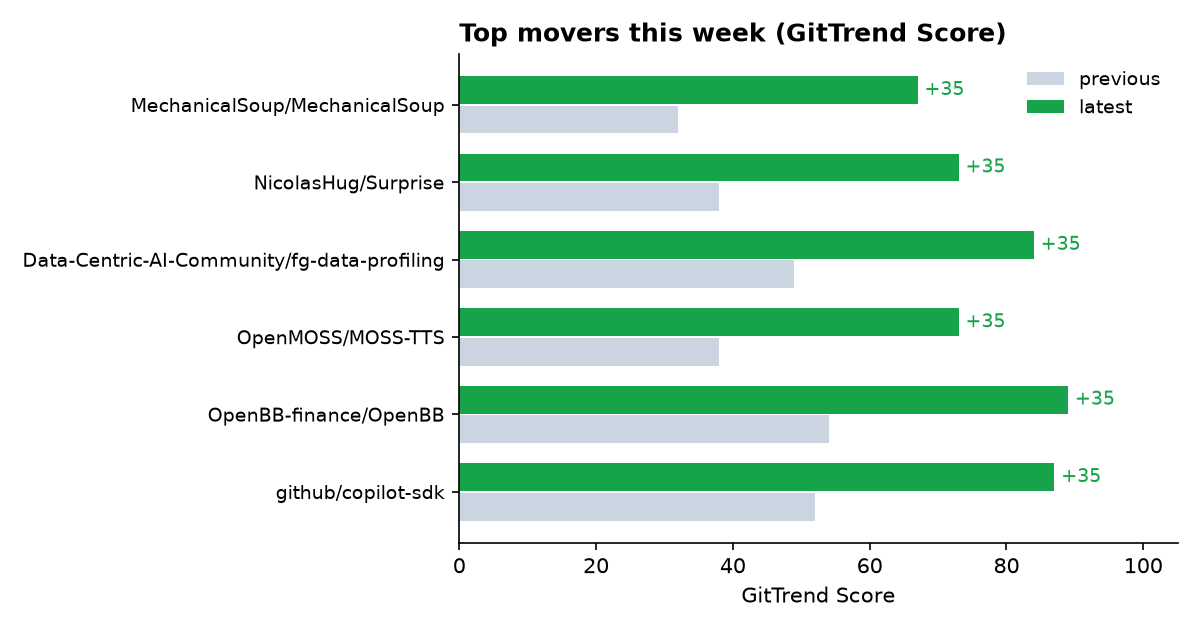 Top movers this week (GitTrend Score)
previous
latest
MechanicalSoup/MechanicalSoup
+35
NicolasHug/Surprise
+35
Data-Centric-AI-Community/fg-data-profiling
+35
OpenMOSS/MOSS-TTS
+35
OpenBB-finance/OpenBB
+35
github/copilot-sdk
+35
0 20 40 60 80 100
GitTrend Score